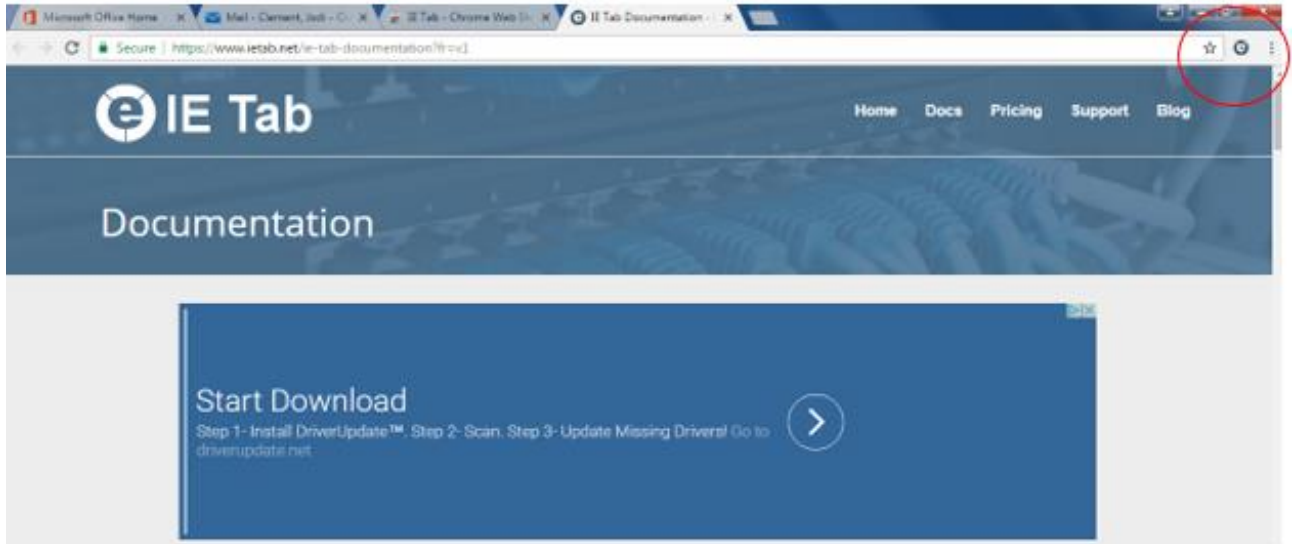 Microsoft Office Home
Mail - Clement, Josh - O
IE Tab - Chrome Web St
IE Tab Documentation -
Secure | https://www.ietab.net/ie-tab-documentation?fr=
e IE Tab
Home Docs Pricing Support Blog
Documentation
Start Download
Step 1- Install DriverUpdate™. Step 2- Scan. Step 3- Update Missing Drivers! Go to
driverupdate.net